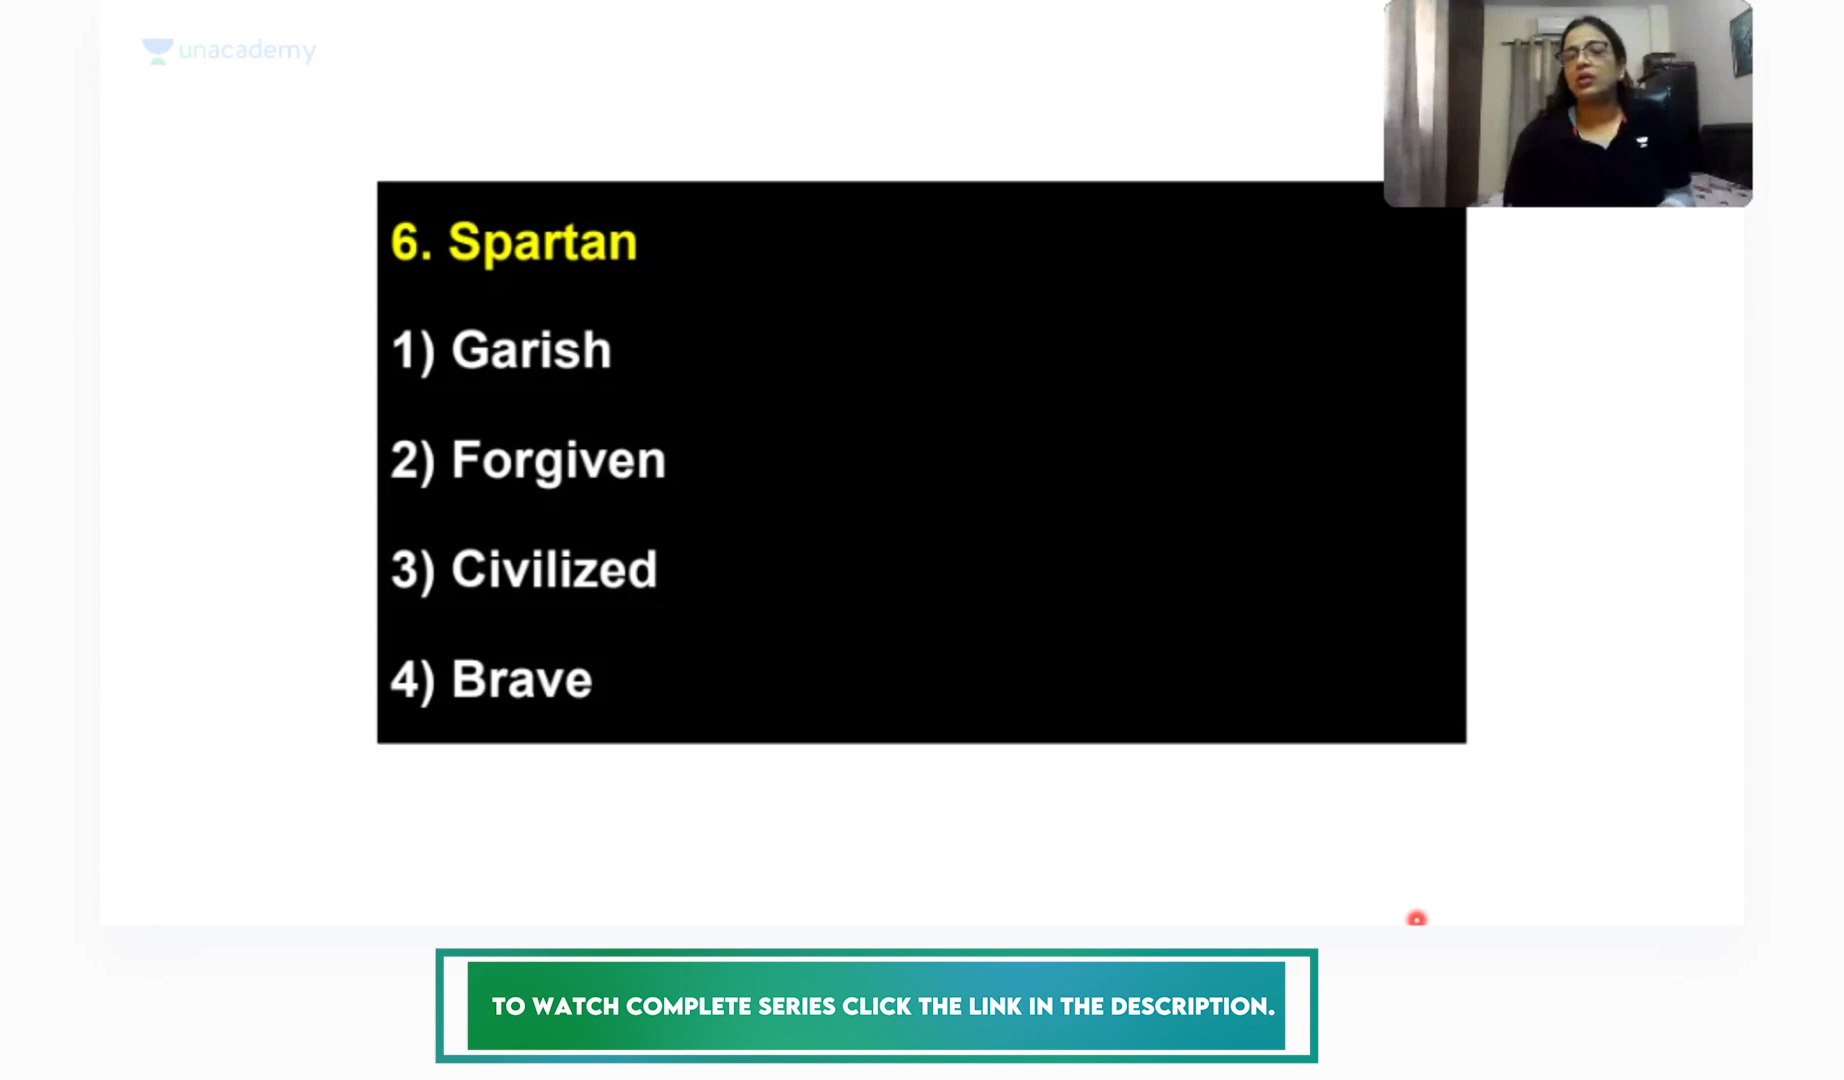 unacademy
6. Spartan
1) Garish
2) Forgiven
3) Civilized
4) Brave
TO WATCH COMPLETE SERIES CLICK THE LINK IN THE DESCRIPTION.